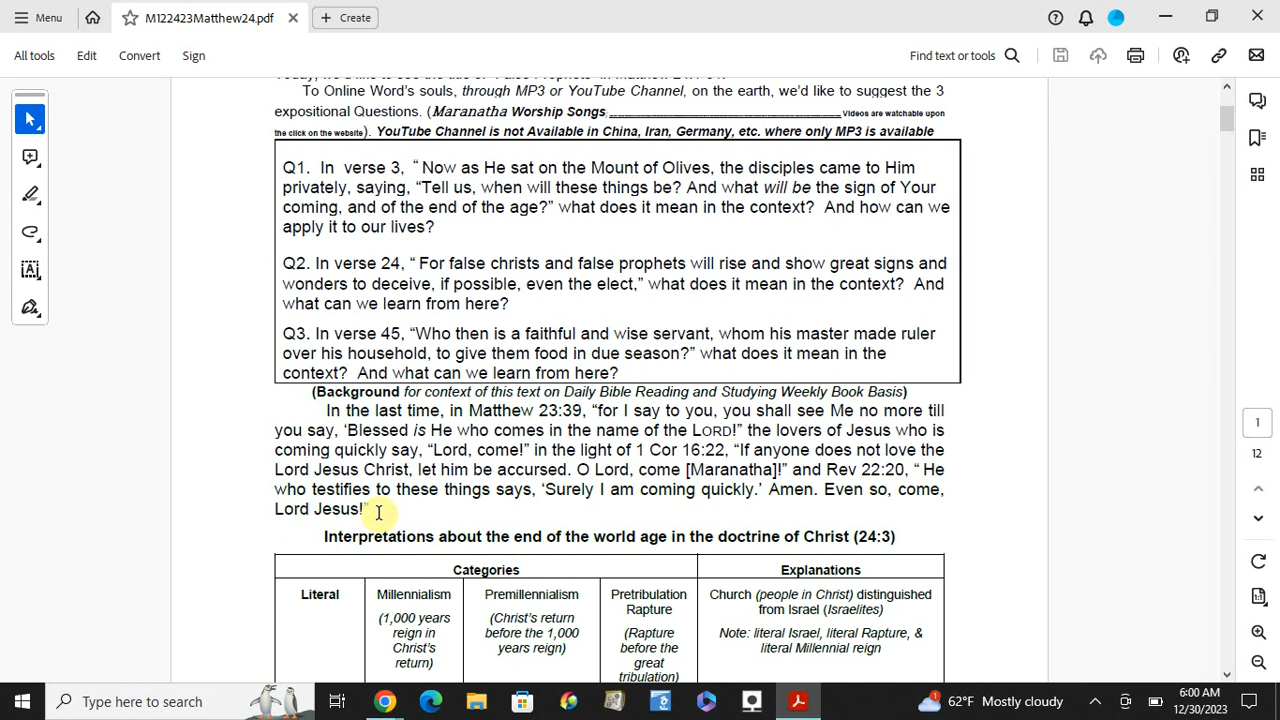 Menu
M122423Matthew24.pdf
Create
All tools
Edit
Convert
Sign
Find text or tools
To Online Word's souls, through MP3 or YouTube Channel, on the earth, we'd like to suggest the 3
expositional Questions. (Maranatha Worship Songs, Videos are watchable upon
the click on the website). YouTube Channel is not Available in China, Iran, Germany, etc. where only MP3 is available
Q1. In verse 3, “ Now as He sat on the Mount of Olives, the disciples came to Him
privately, saying, “Tell us, when will these things be? And what will be the sign of Your
coming, and of the end of the age?” what does it mean in the context? And how can we
apply it to our lives?
Q2. In verse 24, “ For false christs and false prophets will rise and show great signs and
wonders to deceive, if possible, even the elect,” what does it mean in the context? And
what can we learn from here?
Q3. In verse 45, “Who then is a faithful and wise servant, whom his master made ruler
over his household, to give them food in due season?” what does it mean in the
context? And what can we learn from here?
(Background for context of this text on Daily Bible Reading and Studying Weekly Book Basis)
In the last time, in Matthew 23:39, “for I say to you, you shall see Me no more till
you say, ‘Blessed is He who comes in the name of the LORD!” the lovers of Jesus who is
coming quickly say, “Lord, come!” in the light of 1 Cor 16:22, “If anyone does not love the
Lord Jesus Christ, let him be accursed. O Lord, come [Maranatha]!” and Rev 22:20, “ He
who testifies to these things says, ‘Surely I am coming quickly.’ Amen. Even so, come,
Lord Jesus!”
Interpretations about the end of the world age in the doctrine of Christ (24:3)
Categories
Explanations
Literal
Millennialism
(1,000 years
reign in
Christ's
return)
Premillennialism
(Christ's return
before the 1,000
years reign)
Pretribulation
Rapture
(Rapture
before the
great
tribulation)
Church (people in Christ) distinguished
from Israel (Israelites)
Note: literal Israel, literal Rapture, &
literal Millennial reign
1
12
Type here to search
1
62°F Mostly cloudy
6:00 AM
12/30/2023